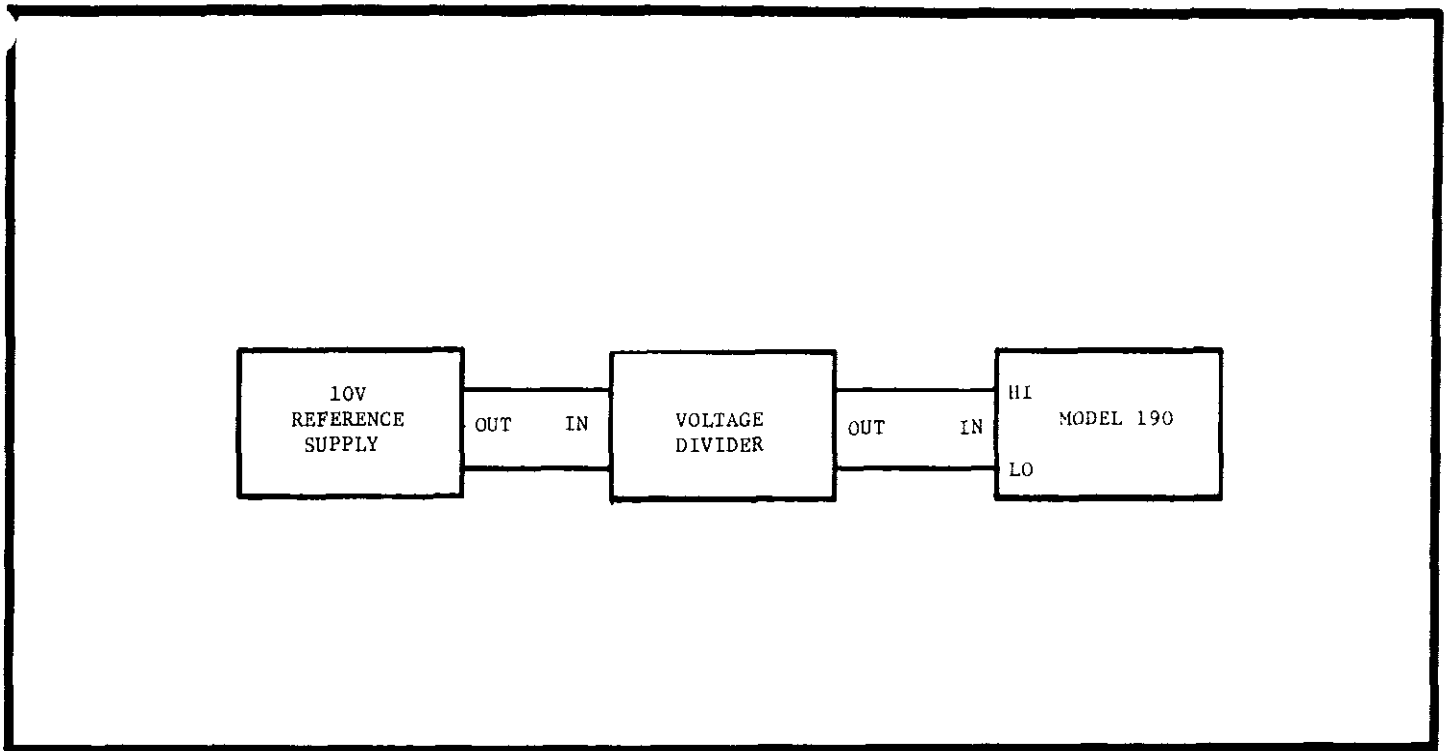 10V
REFERENCE
SUPPLY
OUT
IN
VOLTAGE
DIVIDER
OUT
IN
HI
MODEL 190
LO